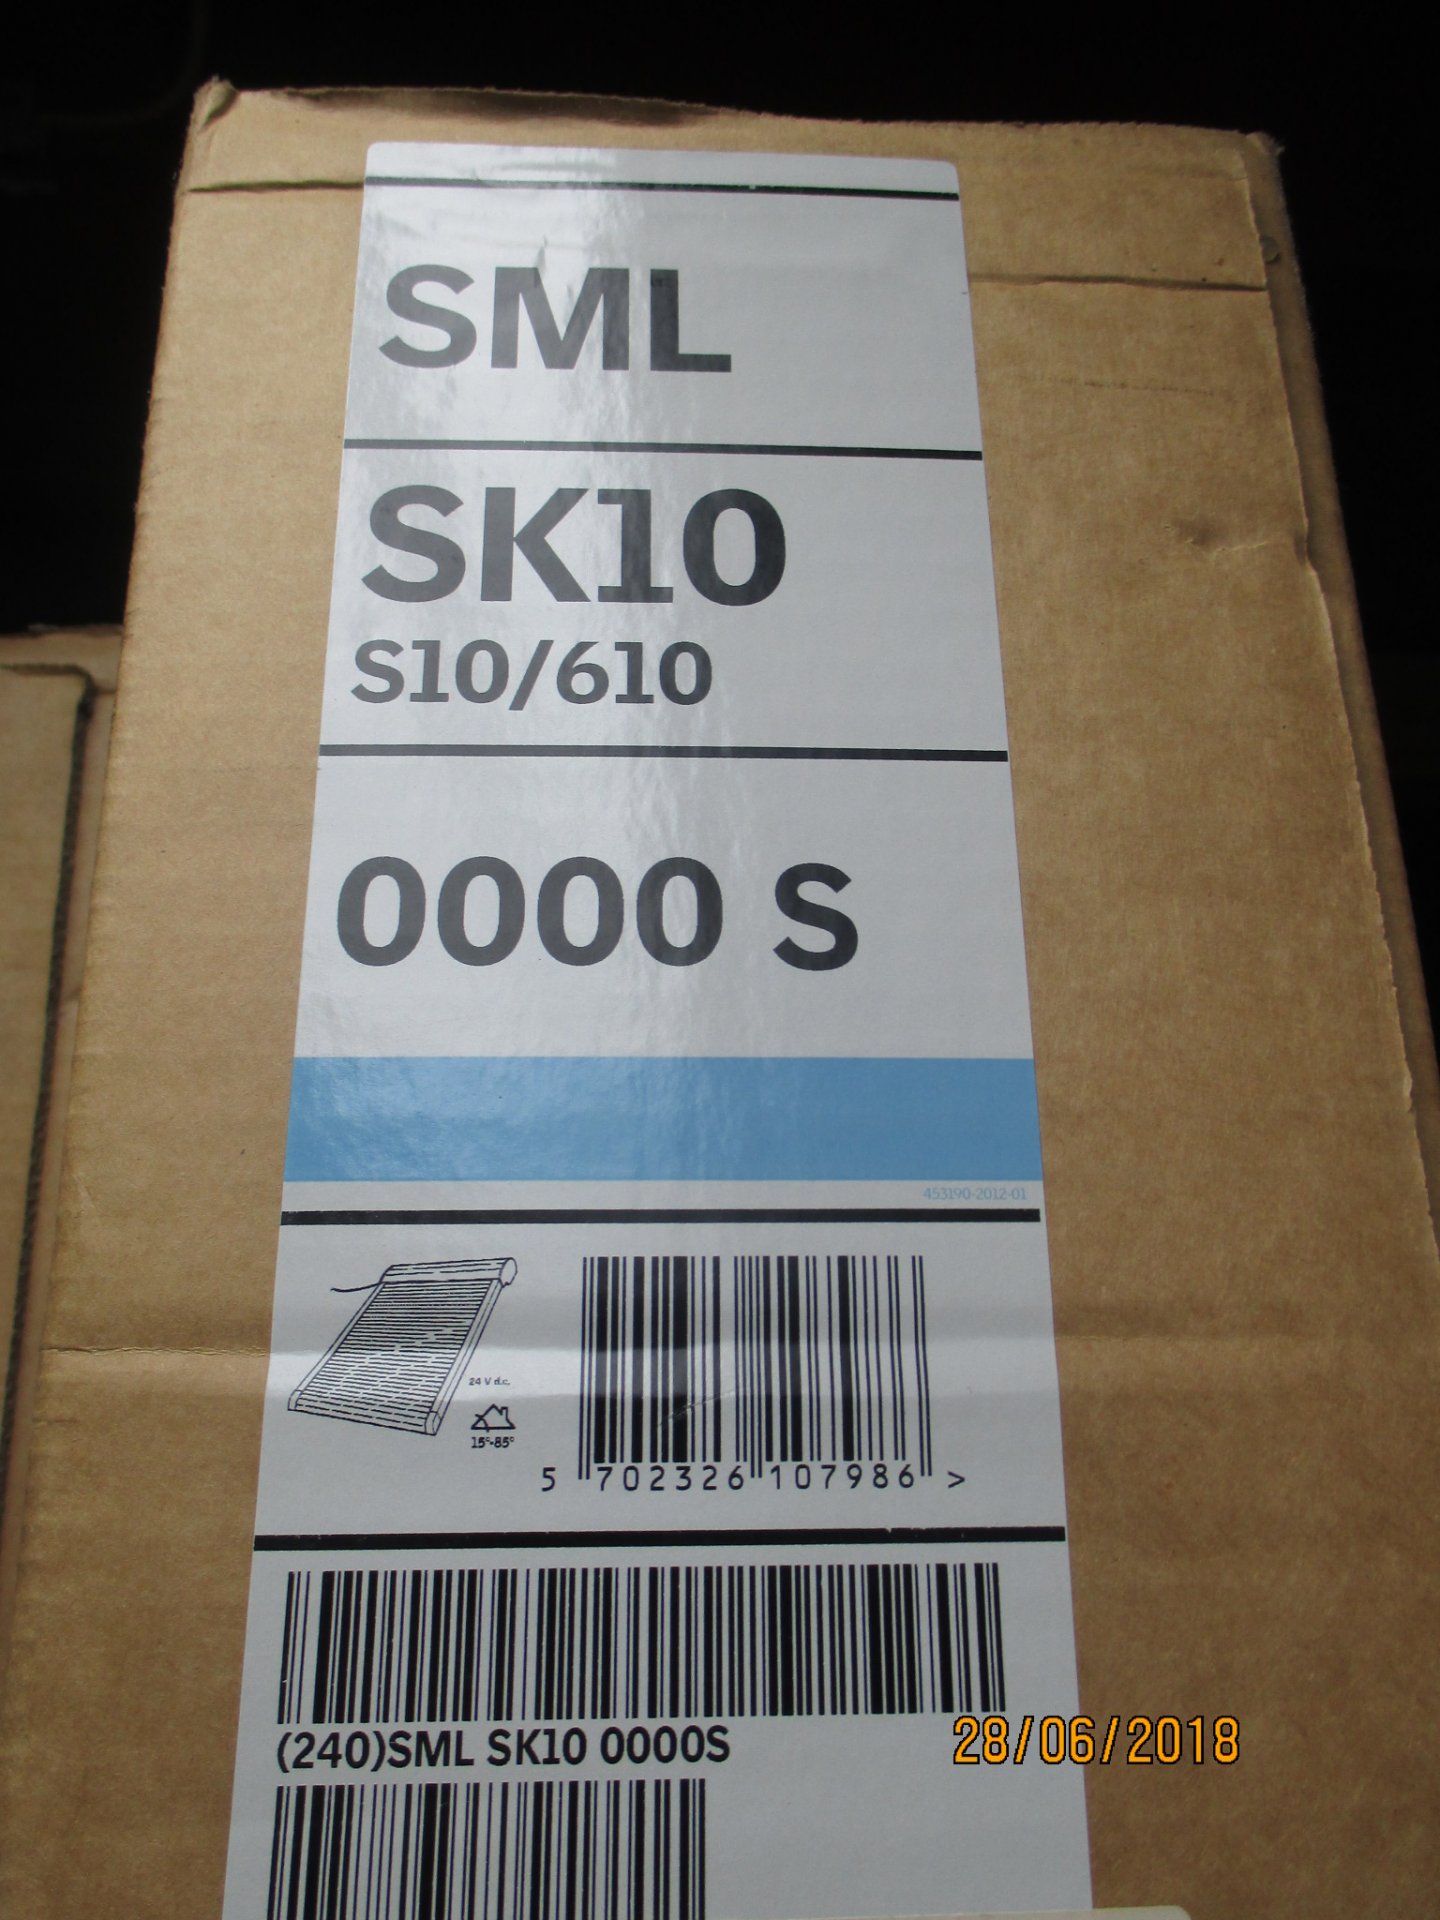 SML
SK10
S10/610
0000 S
453190-2012-01
24 V d.c.
15°-85°
5 702326 107986 >
(240)SML SK10 0000S
28/06/2018